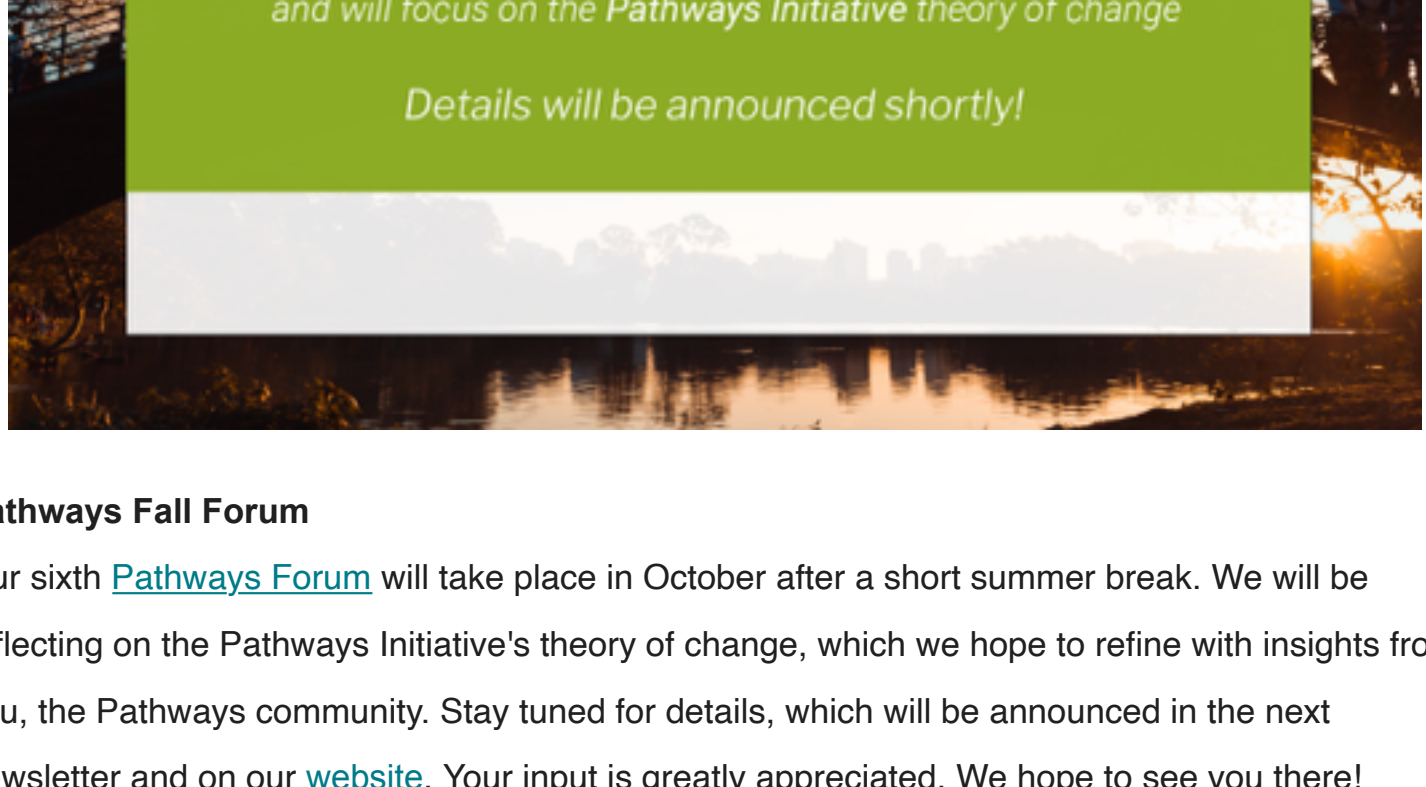 and will focus on the Pathways Initiative theory of change
Details will be announced shortly!
athways Fall Forum
ur sixth Pathways Forum will take place in October after a short summer break. We will be
flecting on the Pathways Initiative's theory of change, which we hope to refine with insights fro
u, the Pathways community. Stay tuned for details, which will be announced in the next
wsletter and on our website. Your input is greatly appreciated. We hope to see you there!